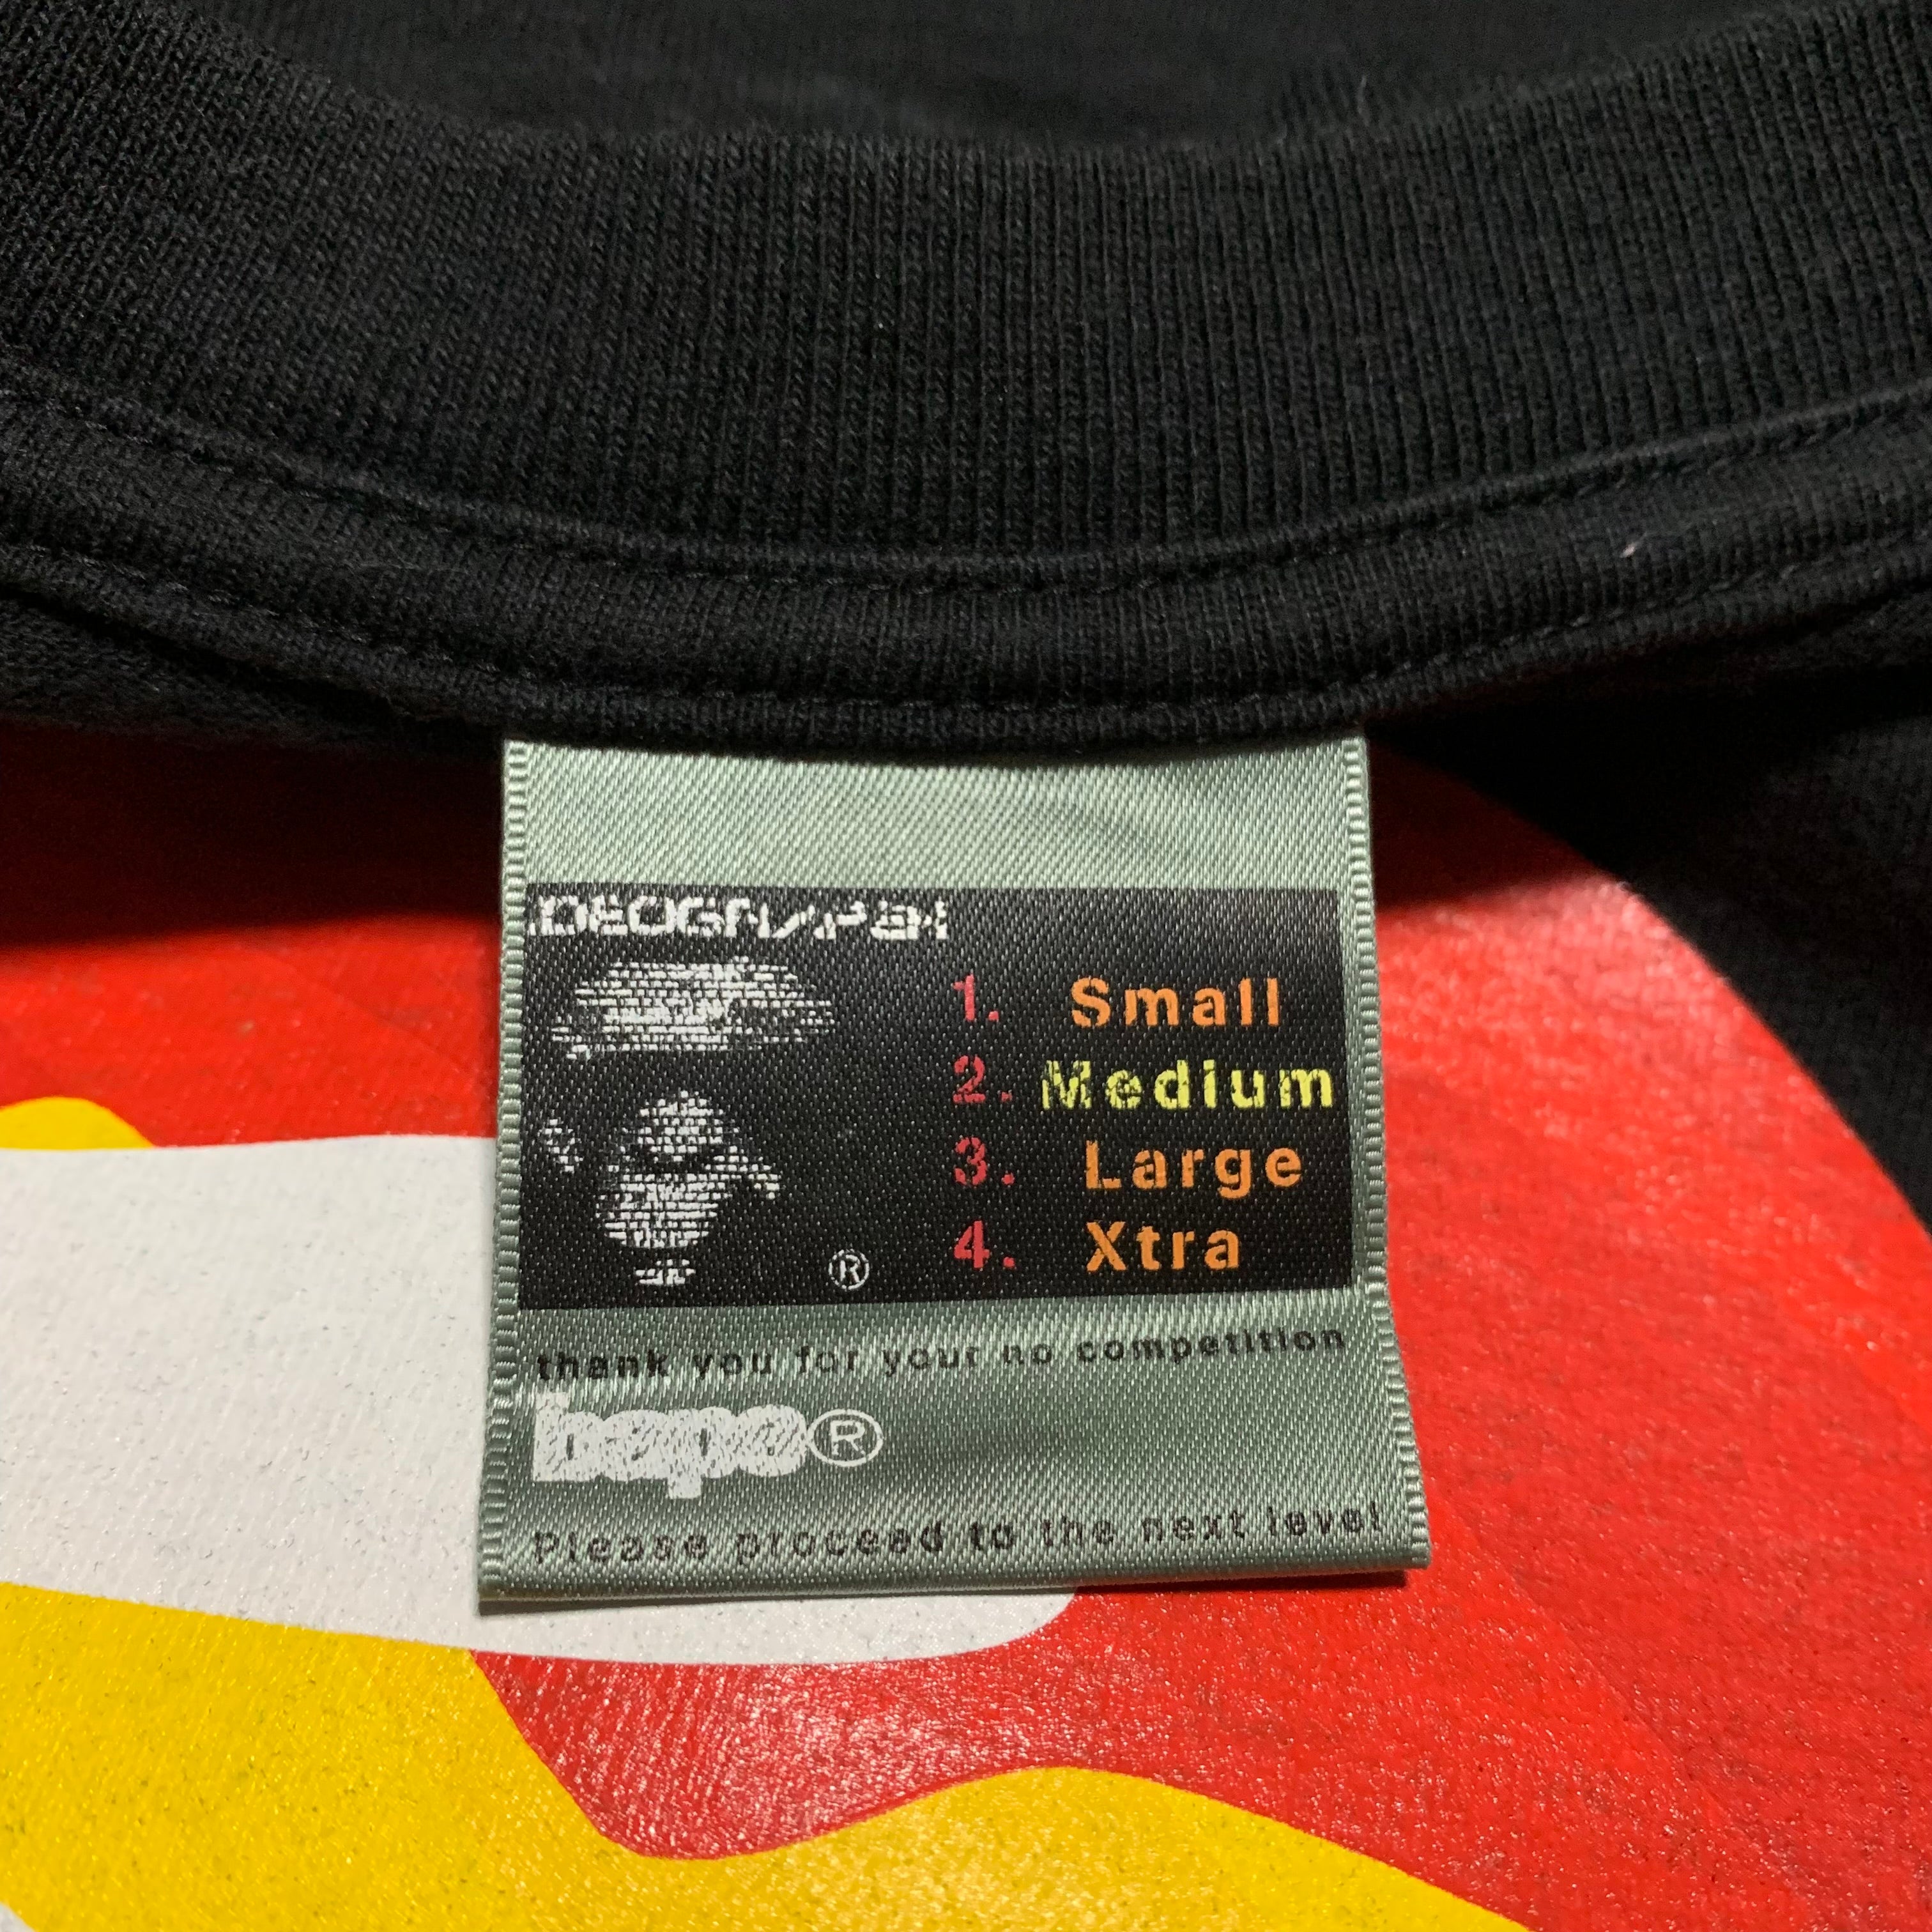 1. Small
2. Medium
3. Large
4. Xtra
®
thank you for your no competition
bape®
Please proceed to the next level